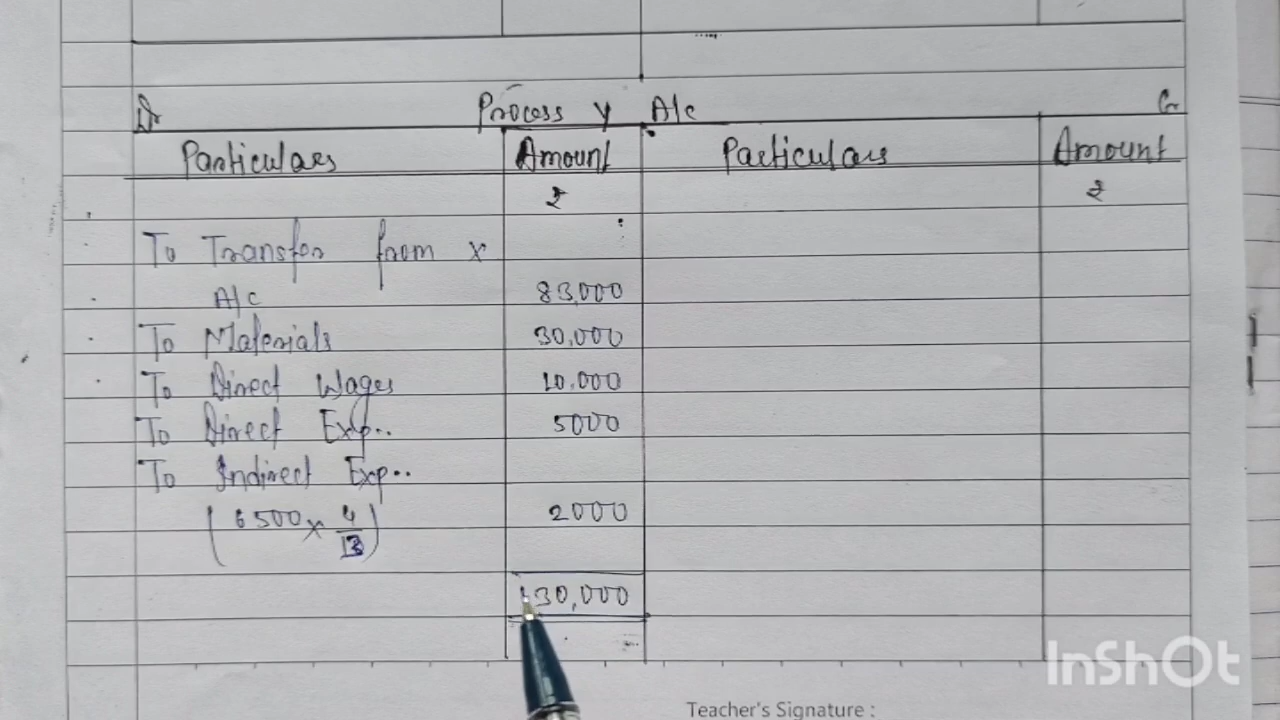 Dr Process Y A/c Cr
Particulars Amount Particulars Amount
₹ ₹
To Transfer from x
A/c 83,000
To Materials 30,000
To Direct Wages 10,000
To Direct Exp.. 5000
To Indirect Exp..
(6500 x 4/13) 2000
130,000
InShOt
Teacher's Signature :